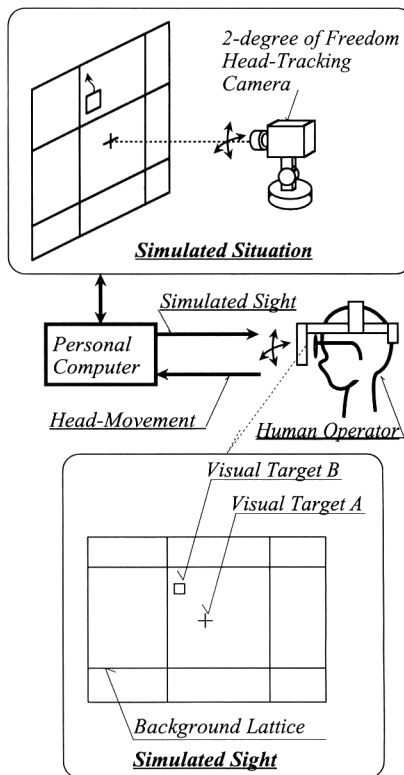 2-degree of Freedom
Head-Tracking
Camera
Simulated Situation
Simulated Sight
Personal
Computer
Head-Movement
Human Operator
Visual Target B
Visual Target A
Background Lattice
Simulated Sight